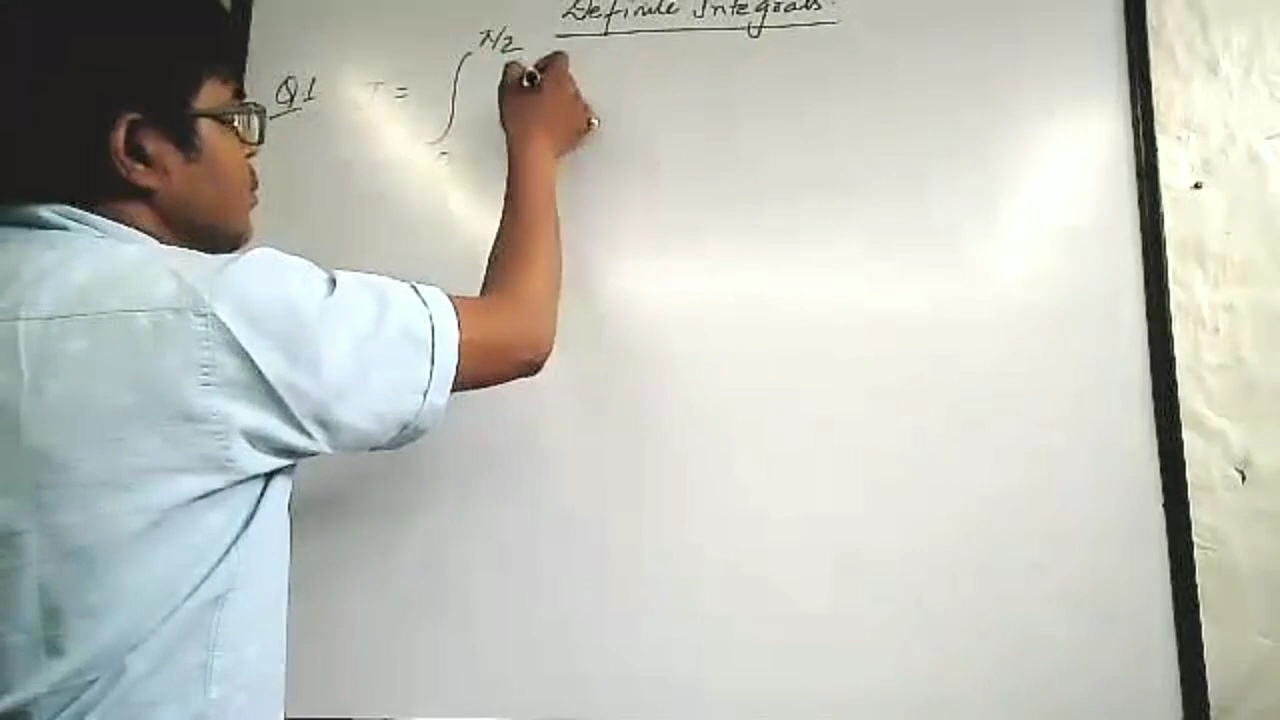 Definite Integrals.
Q1 I = ∫ π/2